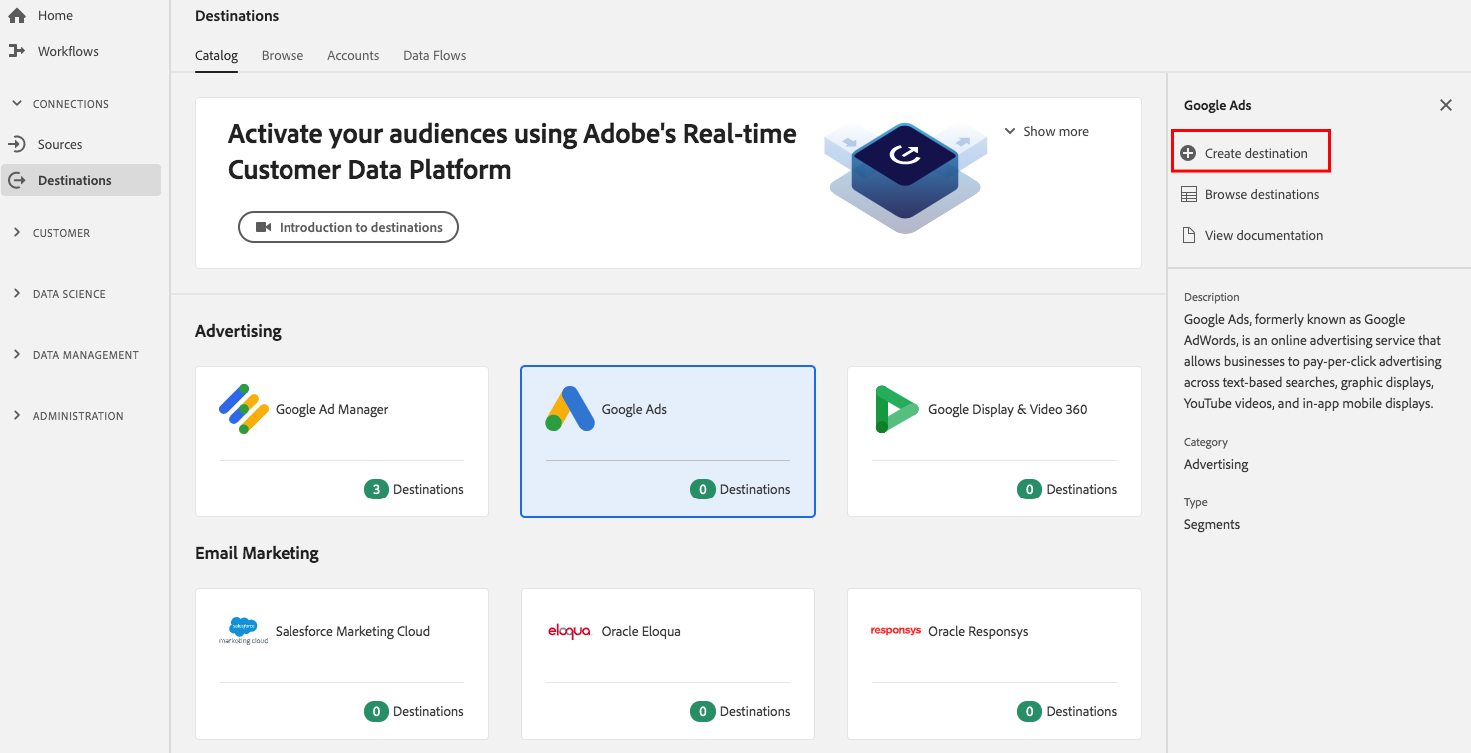 Home
Workflows
CONNECTIONS
Sources
Destinations
CUSTOMER
DATA SCIENCE
DATA MANAGEMENT
ADMINISTRATION
Destinations
Catalog Browse Accounts Data Flows
Activate your audiences using Adobe's Real-time
Customer Data Platform
Introduction to destinations
Show more
Advertising
Google Ad Manager
3 Destinations
Google Ads
0 Destinations
Google Display & Video 360
0 Destinations
Email Marketing
salesforce
marketing cloud
Salesforce Marketing Cloud
0 Destinations
eloqua
Oracle Eloqua
0 Destinations
responsys
Oracle Responsys
0 Destinations
Google Ads
Create destination
Browse destinations
View documentation
Description
Google Ads, formerly known as Google
AdWords, is an online advertising service that
allows businesses to pay-per-click advertising
across text-based searches, graphic displays,
YouTube videos, and in-app mobile displays.
Category
Advertising
Type
Segments